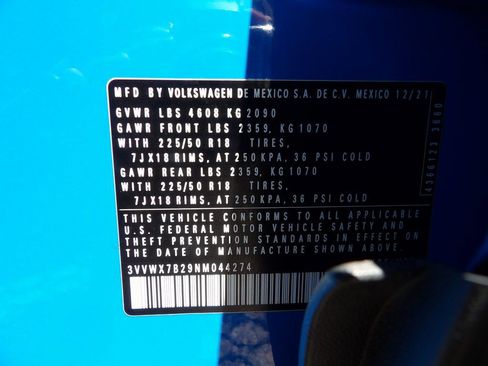 MFD BY VOLKSWAGEN DE MEXICO S.A. DE C.V. MEXICO 12/21
GVWR LBS 4608 KG 2090
GAWR FRONT LBS 2359, KG 1070
WITH 225/50 R18 TIRES,
7JX18 RIMS, AT 250 KPA, 36 PSI COLD
GAWR REAR LBS 2359, KG 1070
WITH 225/50 R18 TIRES,
7JX18 RIMS, AT 250 KPA, 36 PSI COLD
THIS VEHICLE CONFORMS TO ALL APPLICABLE
U.S. FEDERAL MOTOR VEHICLE SAFETY AND
THEFT PREVENTION STANDARDS IN EFFECT ON THE
DATE OF MANUFACTURE SHOWN ABOVE.
3VVWX7B29NM044274
4366123 3660